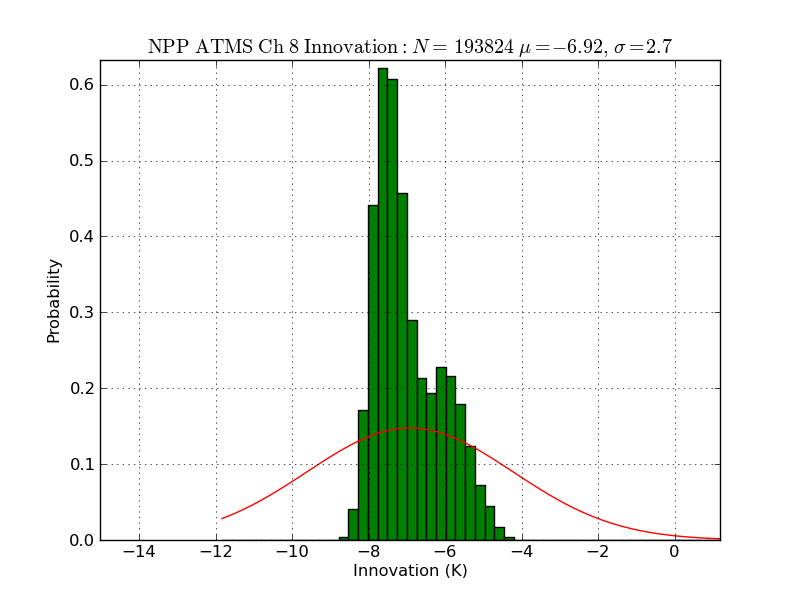 NPP ATMS Ch 8 Innovation : N = 193824 μ = −6.92, σ = 2.7
0.6
0.5
0.4
0.3
0.2
0.1
0.0
Probability
−14 −12 −10 −8 −6 −4 −2 0
Innovation (K)